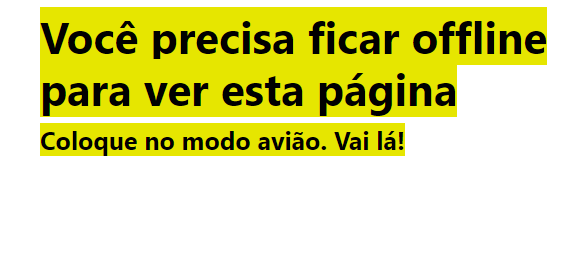 Você precisa ficar offline
para ver esta página
Coloque no modo avião. Vai lá!